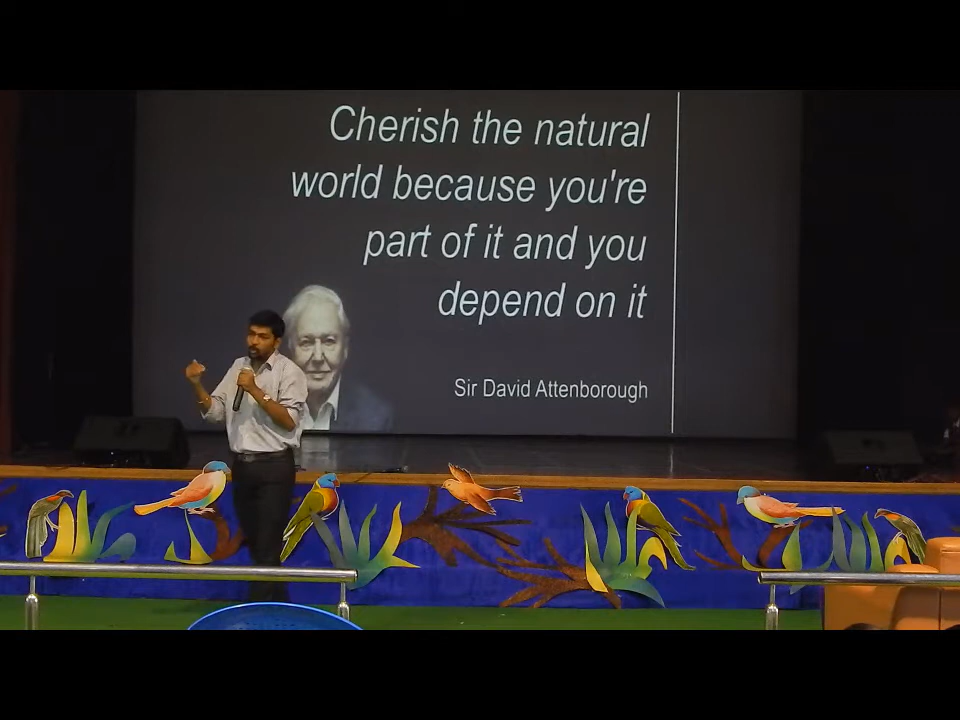 Cherish the natural
world because you're
part of it and you
depend on it
Sir David Attenborough